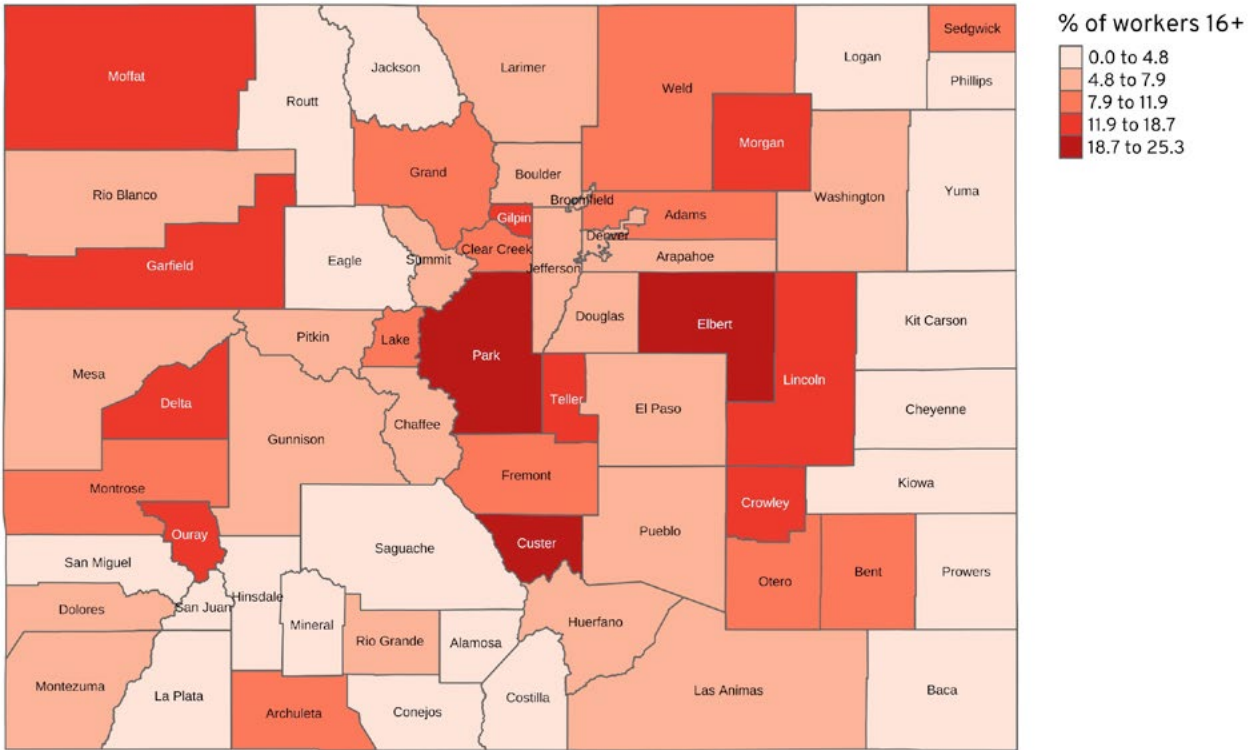 % of workers 16+
0.0 to 4.8
4.8 to 7.9
7.9 to 11.9
11.9 to 18.7
18.7 to 25.3
Sedgwick
Logan
Jackson
Larimer
Moffat
Phillips
Weld
Routt
Morgan
Grand
Boulder
Yuma
Rio Blanco
Washington
Broomfield
Adams
Gilpin
Denver
Clear Creek
Arapahoe
Summit
Eagle
Garfield
Jefferson
Douglas
Kit Carson
Elbert
Pitkin
Lake
Park
Mesa
Lincoln
Delta
Teller
El Paso
Cheyenne
Chaffee
Gunnison
Fremont
Kiowa
Montrose
Crowley
Ouray
Pueblo
Custer
Saguache
San Miguel
Bent
Prowers
Otero
Hinsdale
Dolores
San Juan
Mineral
Huerfano
Rio Grande
Alamosa
Montezuma
La Plata
Costilla
Las Animas
Baca
Archuleta
Conejos